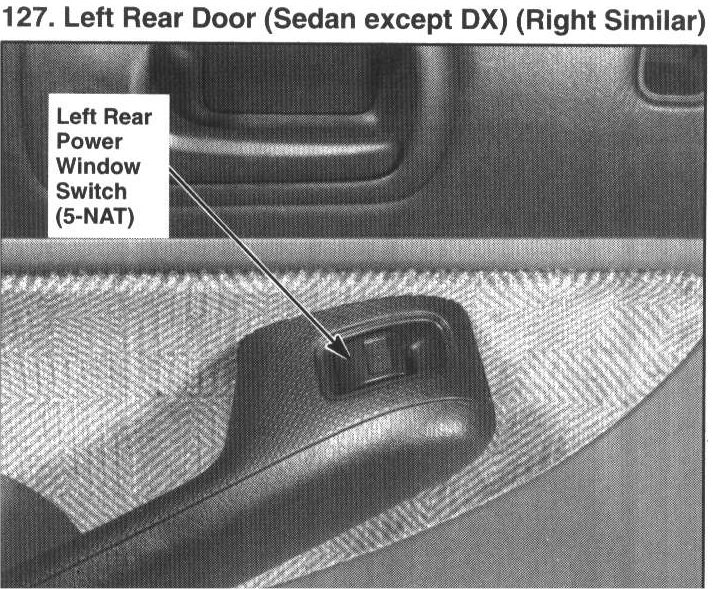 127. Left Rear Door (Sedan except DX) (Right Similar)
Left Rear
Power
Window
Switch
(5-NAT)